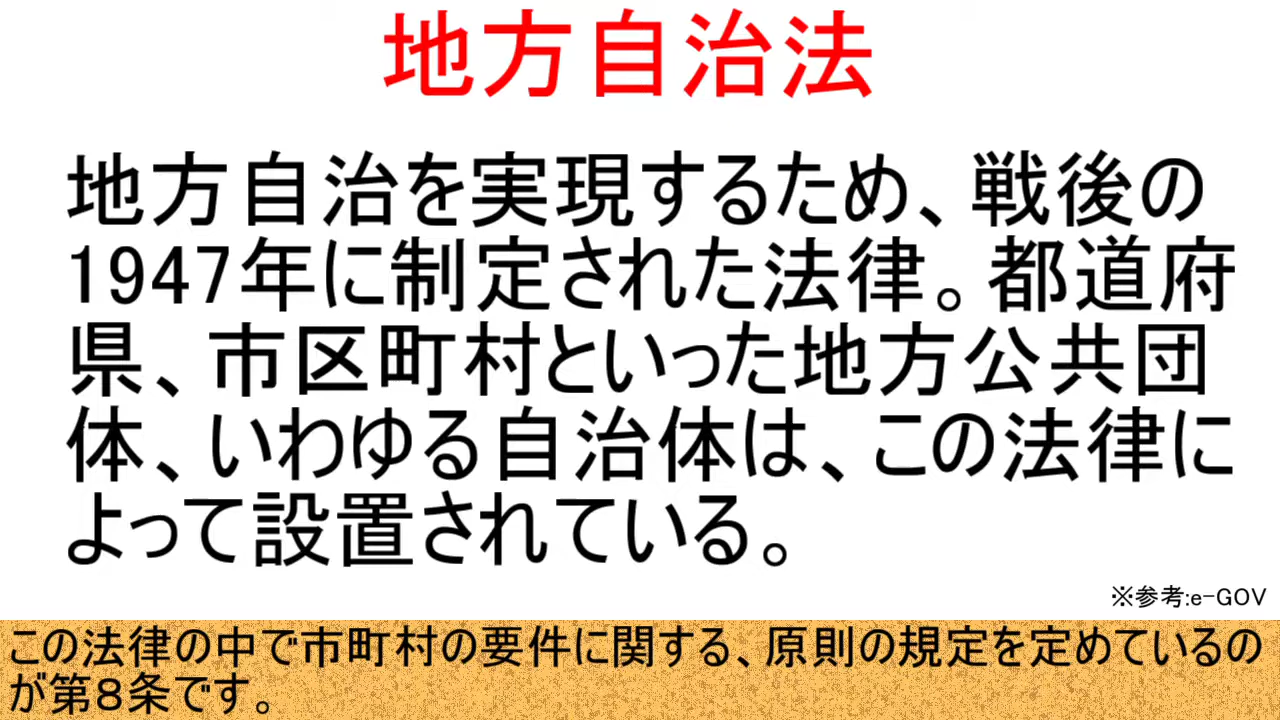 地方自治法
地方自治を実現するため、戦後の
1947年に制定された法律。都道府
県、市区町村といった地方公共団
体、いわゆる自治体は、この法律に
よって設置されている。
※参考:e-GOV
この法律の中で市町村の要件に関する、原則の規定を定めているの
が第８条です。